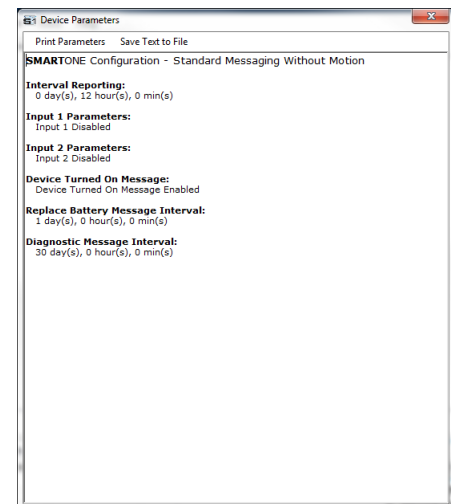 Device Parameters
Print Parameters Save Text to File
SMARTONE Configuration - Standard Messaging Without Motion
Interval Reporting:
0 day(s), 12 hour(s), 0 min(s)
Input 1 Parameters:
Input 1 Disabled
Input 2 Parameters:
Input 2 Disabled
Device Turned On Message:
Device Turned On Message Enabled
Replace Battery Message Interval:
1 day(s), 0 hour(s), 0 min(s)
Diagnostic Message Interval:
30 day(s), 0 hour(s), 0 min(s)